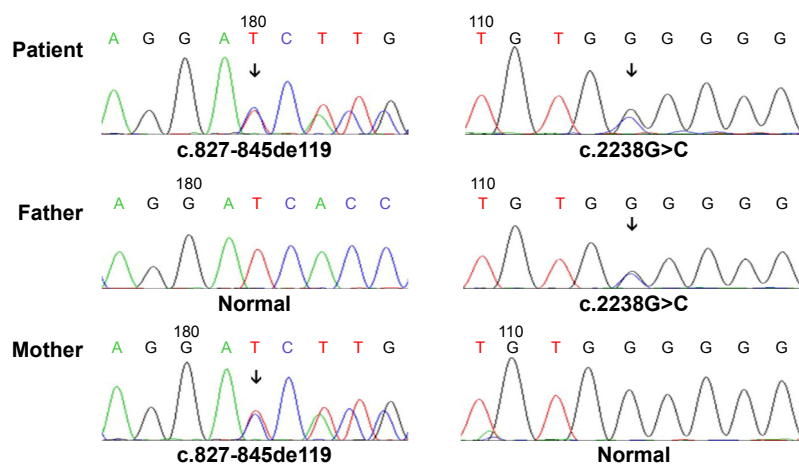 180 110
Patient A G G A T C T T G T G T G G G G G G
c.827-845de119 c.2238G>C
180 110
Father A G G A T C A C C T G T G G G G G G
Normal c.2238G>C
180 110
Mother A G G A T C T T G T G T G G G G G G
c.827-845de119 Normal